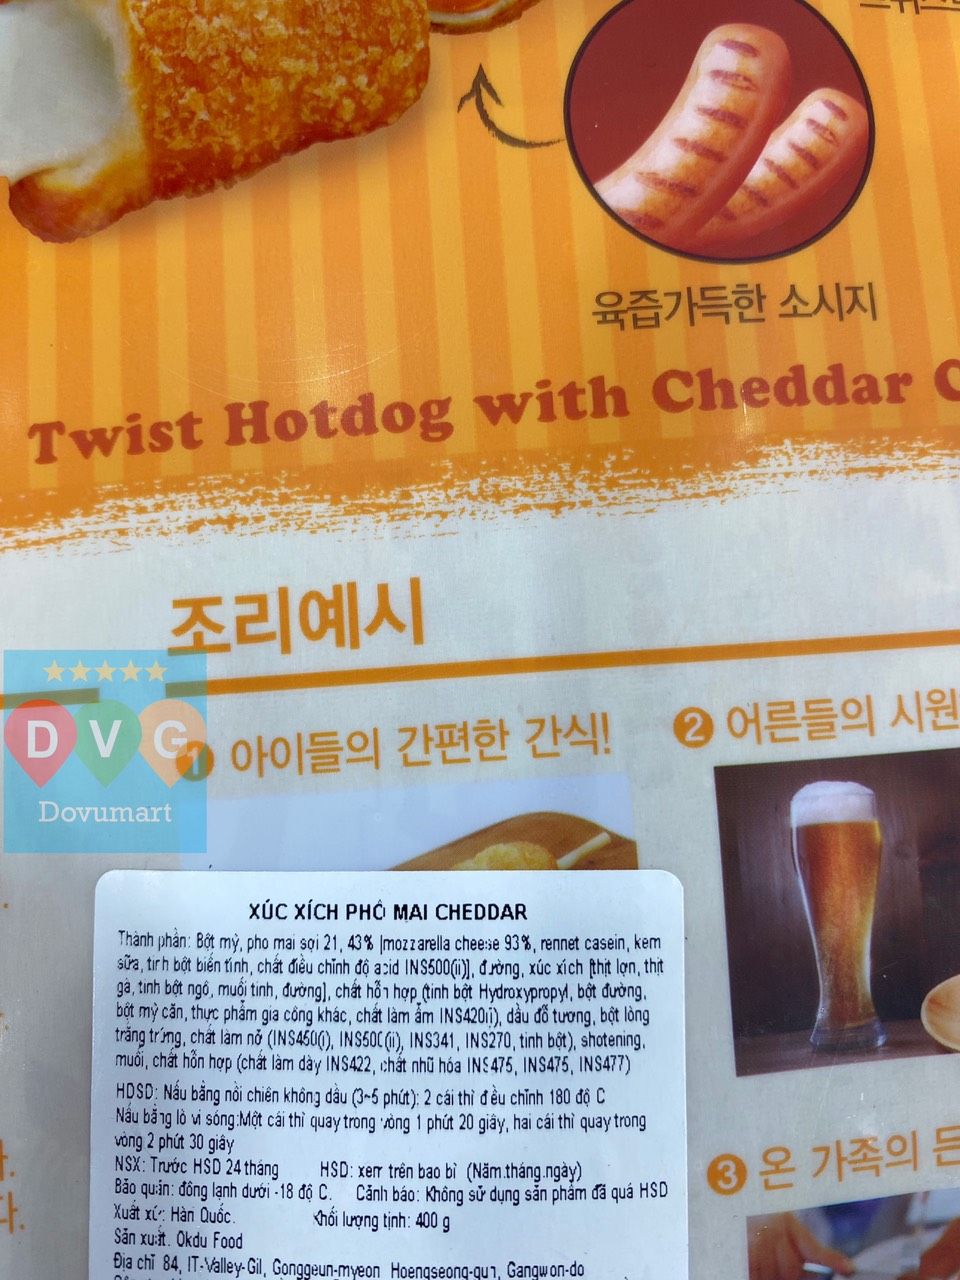 육즙가득한 소시지
Twist Hotdog with Cheddar C
조리예시
DVG
Dovumart
1 아이들의 간편한 간식!
2 어른들의 시원
XÚC XÍCH PHÔ MAI CHEDDAR
Thành phần: Bột mỳ, pho mai sợi 21, 43% [mozzarella cheese 93%, rennet casein, kem
sữa, tinh bột biến tính, chất điều chỉnh độ acid INS500(ii)], đường, xúc xích [thịt lợn, thịt
gà, tinh bột ngô, muối tinh, đường], chất hỗn hợp (tinh bột Hydroxypropyl, bột đường,
bột mỳ căn, thực phẩm gia công khác, chất làm ẩm INS420(i), dầu đỗ tương, bột lòng
trắng trứng, chất làm nở (INS450(i), INS500(ii), INS341, INS270, tinh bột), shotening,
muối, chất hỗn hợp (chất làm dày INS422, chất nhũ hóa INS475, INS475, INS477)
HDSD: Nấu bằng nồi chiên không dầu (3~5 phút): 2 cái thì điều chỉnh 180 độ C
Nấu bằng lò vi sóng:Một cái thì quay trong vòng 1 phút 20 giây, hai cái thì quay trong
vòng 2 phút 30 giây
NSX: Trước HSD 24 tháng HSD: xem trên bao bì (Năm.tháng.ngày)
Bảo quản: đông lạnh dưới -18 độ C. Cảnh báo: Không sử dụng sản phẩm đã quá HSD
Xuất xứ: Hàn Quốc. Khối lượng tịnh: 400 g
Sản xuất. Okdu Food
Địa chỉ 84, IT-Valley-Gil, Gonggeun-myeon Hoengseong-gun, Gangwon-do
3 온 가족의 든